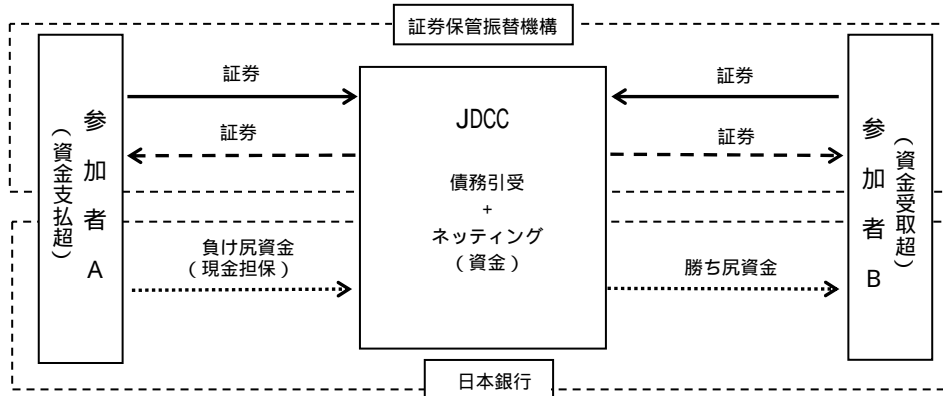 証券保管振替機構
証券
証券
参加者A
（資金支払超）
負け尻資金
（現金担保）
JDCC
債務引受
+
ネッティング
（資金）
証券
証券
勝ち尻資金
参加者B
（資金受取超）
日本銀行